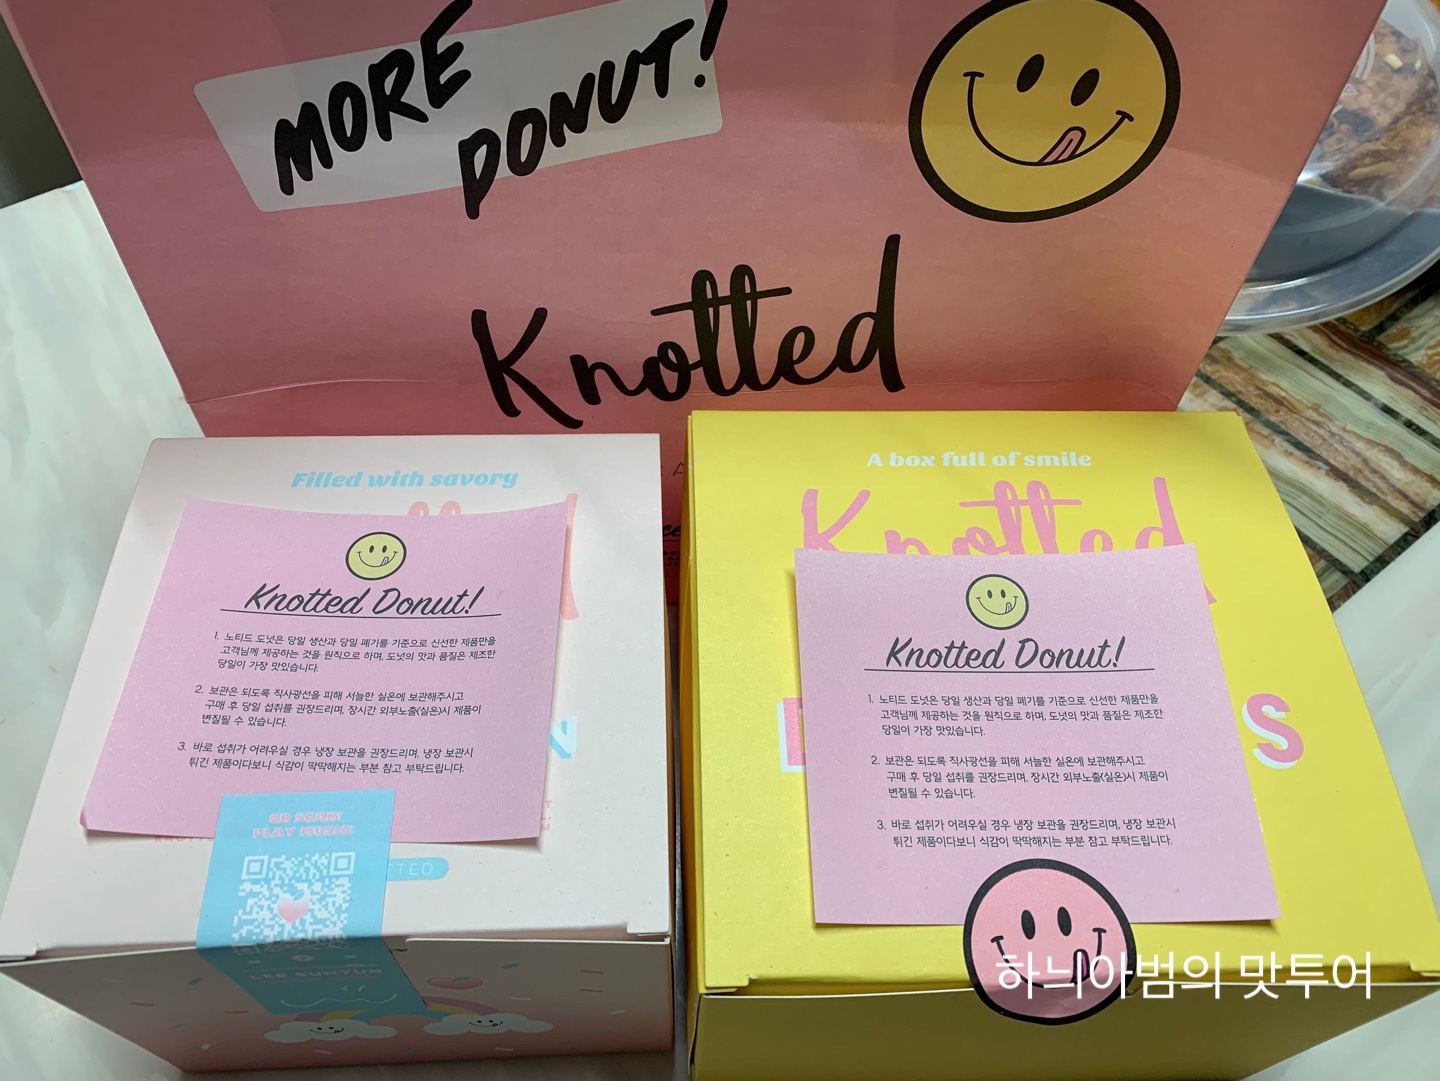 MORE
DONUT!
Knotted
Filled with savory
Knotted Donut!
1. 노티드 도넛은 당일 생산과 당일 폐기를 기준으로 신선한 제품만을
고객님께 제공하는 것을 원칙으로 하며, 도넛의 맛과 품질은 제조한
당일이 가장 맛있습니다.
2. 보관은 되도록 직사광선을 피해 서늘한 실온에 보관해주시고
구매 후 당일 섭취를 권장드리며, 장시간 외부노출(실온)시 제품이
변질될 수 있습니다.
3. 바로 섭취가 어려우실 경우 냉장 보관을 권장드리며, 냉장 보관시
튀긴 제품이다보니 식감이 딱딱해지는 부분 참고 부탁드립니다.
QR SCAN!
PLAY MUSIC!
A box full of smile
Knotted
S
Knotted Donut!
1. 노티드 도넛은 당일 생산과 당일 폐기를 기준으로 신선한 제품만을
고객님께 제공하는 것을 원칙으로 하며, 도넛의 맛과 품질은 제조한
당일이 가장 맛있습니다.
2. 보관은 되도록 직사광선을 피해 서늘한 실온에 보관해주시고
구매 후 당일 섭취를 권장드리며, 장시간 외부노출(실온)시 제품이
변질될 수 있습니다.
3. 바로 섭취가 어려우실 경우 냉장 보관을 권장드리며, 냉장 보관시
튀긴 제품이다보니 식감이 딱딱해지는 부분 참고 부탁드립니다.
하늬아범의 맛투어